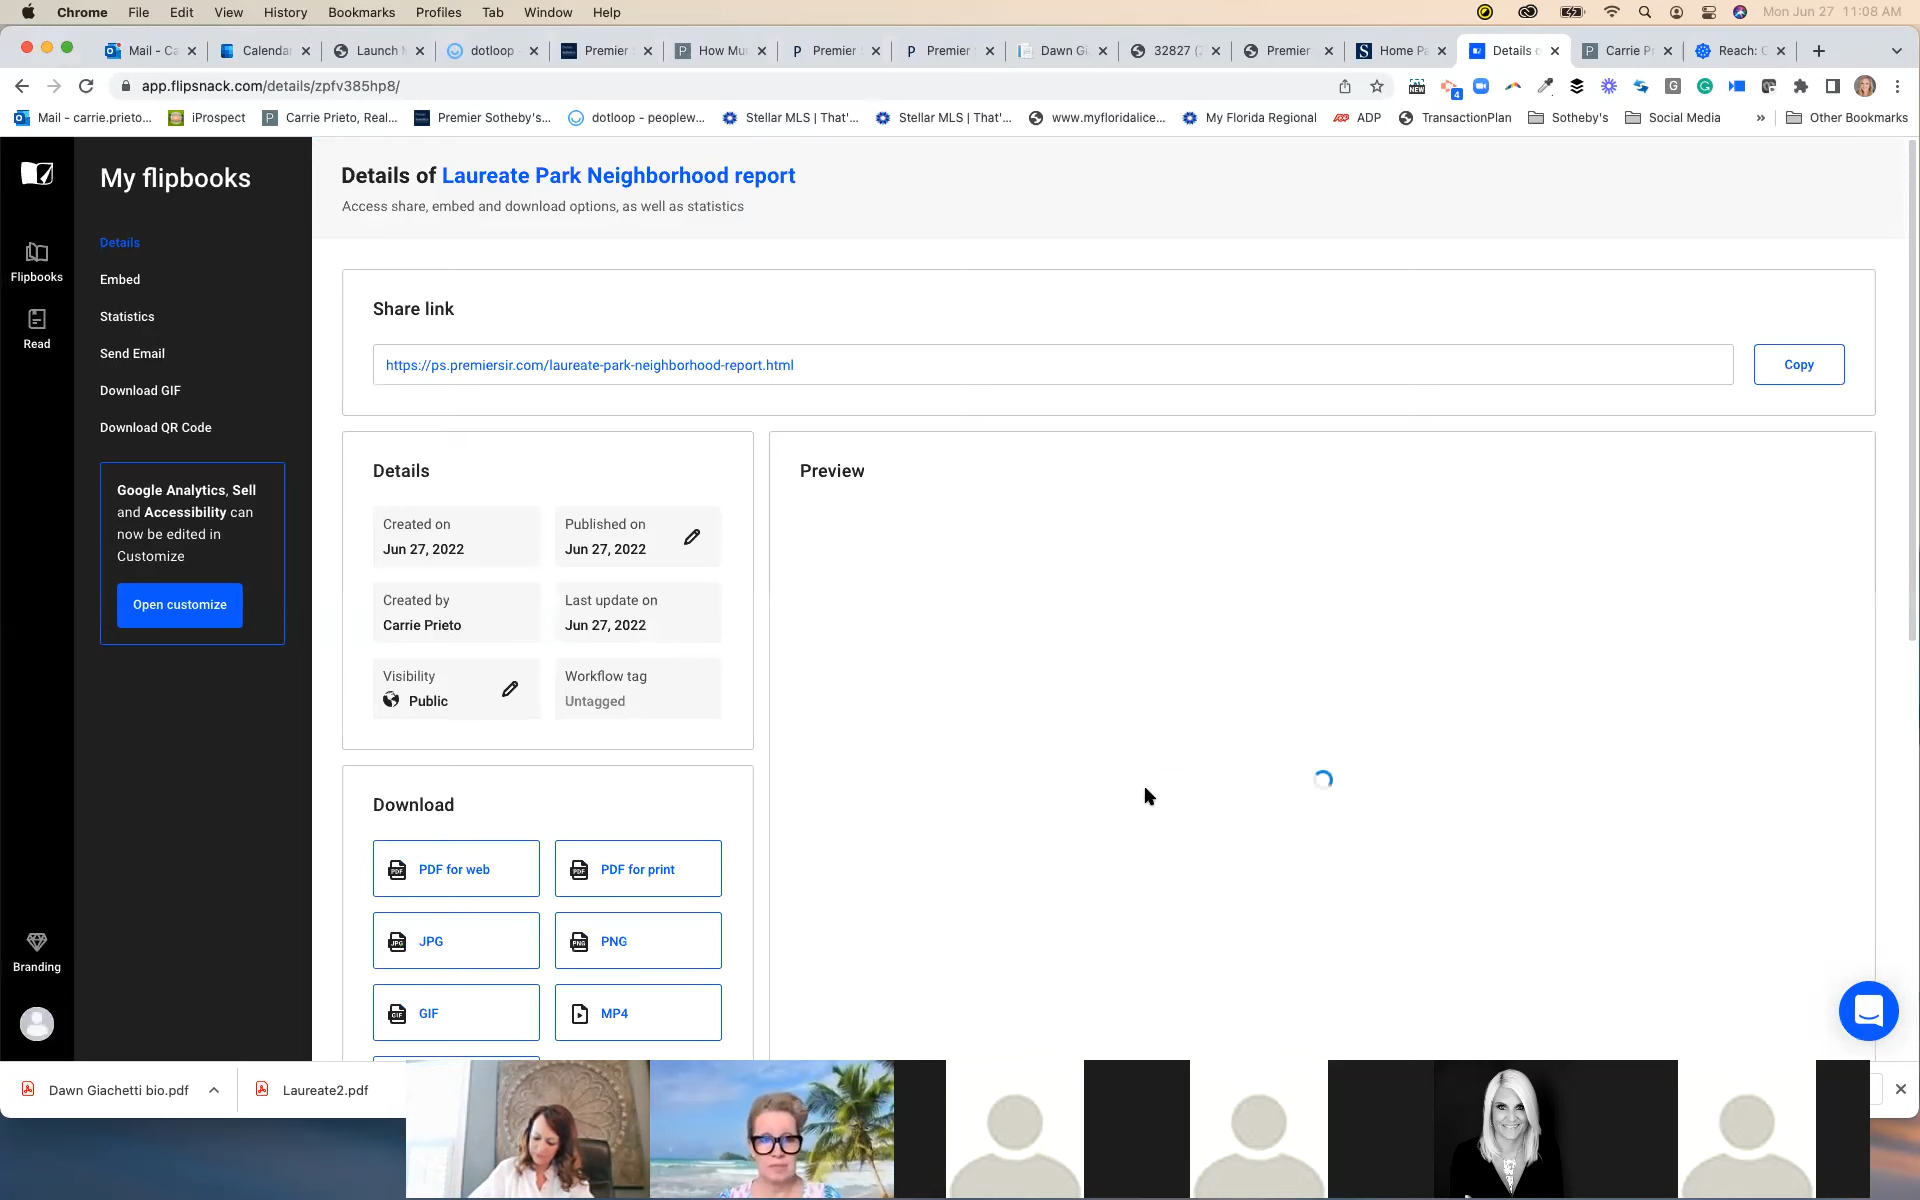 Chrome File Edit View History Bookmarks Profiles Tab Window Help Mon Jun 27 11:08 AM
Mail - Ca Calenda Launch dotloop Premier How Mu Premier Premier Dawn Gi 32827 ( Premier Home Pa Details o Carrie P Reach: C
app.flipsnack.com/details/zpfv385hp8/
NEW 4
Mail - carrie.prieto... iProspect Carrie Prieto, Real... Premier Sotheby's... dotloop - peoplew... Stellar MLS | That'... Stellar MLS | That'... www.myfloridalice... My Florida Regional ADP TransactionPlan Sotheby's Social Media » Other Bookmarks
My flipbooks
Details
Embed
Statistics
Send Email
Download GIF
Download QR Code
Google Analytics, Sell
and Accessibility can
now be edited in
Customize
Open customize
Flipbooks
Read
Branding
Details of Laureate Park Neighborhood report
Access share, embed and download options, as well as statistics
Share link
https://ps.premiersir.com/laureate-park-neighborhood-report.html
Copy
Details
Created on
Jun 27, 2022
Published on
Jun 27, 2022
Created by
Carrie Prieto
Last update on
Jun 27, 2022
Visibility
Public
Workflow tag
Untagged
Preview
Download
PDF PDF for web
PDF PDF for print
JPG JPG
PNG PNG
GIF GIF
MP4
Dawn Giachetti bio.pdf
Laureate2.pdf